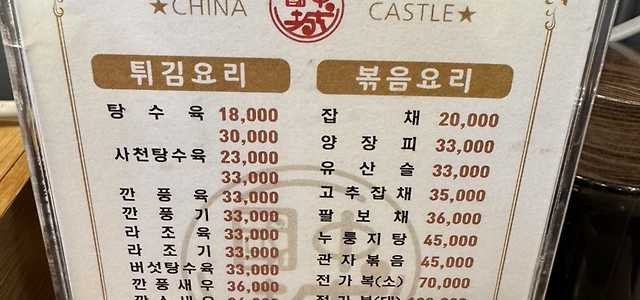 ★CHINA CASTLE★
튀김요리
탕수육 18,000
30,000
사천탕수육 23,000
33,000
깐풍육 33,000
깐풍기 33,000
라조육 33,000
라조기 33,000
버섯탕수육 33,000
깐풍새우 36,000
볶음요리
잡채 20,000
양장피 33,000
유산슬 33,000
고추잡채 35,000
팔보채 36,000
누룽지탕 45,000
관자볶음 45,000
전가복(소) 70,000
전가복(대)